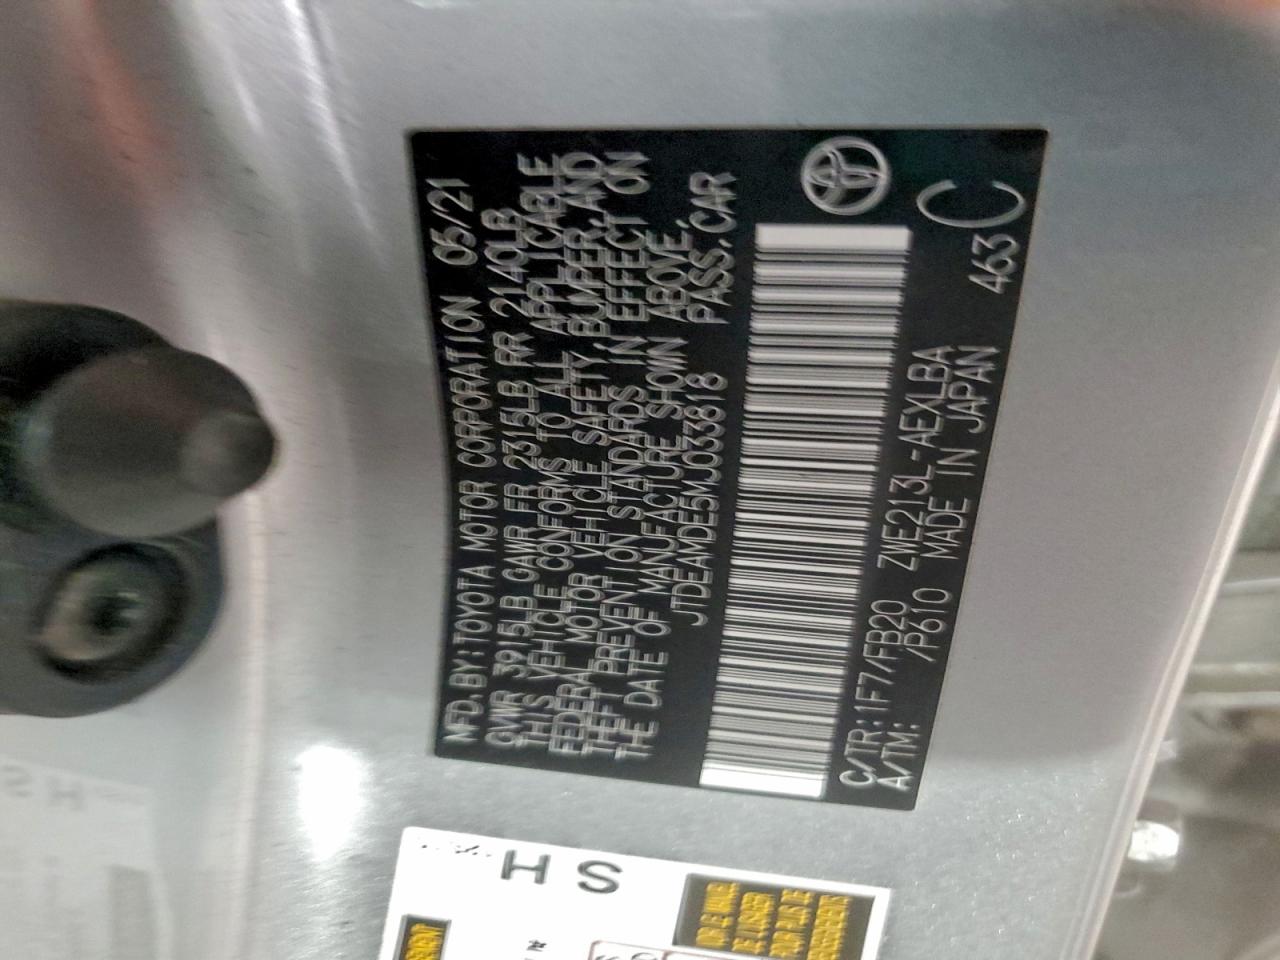 MFD.BY:TOYOTA MOTOR CORPORATION 05/21
GVWR 3915LB GAWR FR 2315LB RR 2140LB
THIS VEHICLE CONFORMS TO ALL APPLICABLE
FEDERAL MOTOR VEHICLE SAFETY,BUMPER,AND
THEFT PREVENTION STANDARDS IN EFFECT ON
THE DATE OF MANUFACTURE SHOWN ABOVE.
JTDEAMDE5MJ033818 PASS.CAR
C/TR:1F7/FB20 ZWE213L-AEXLBA 463
A/TM: /P610 MADE IN JAPAN C
HS